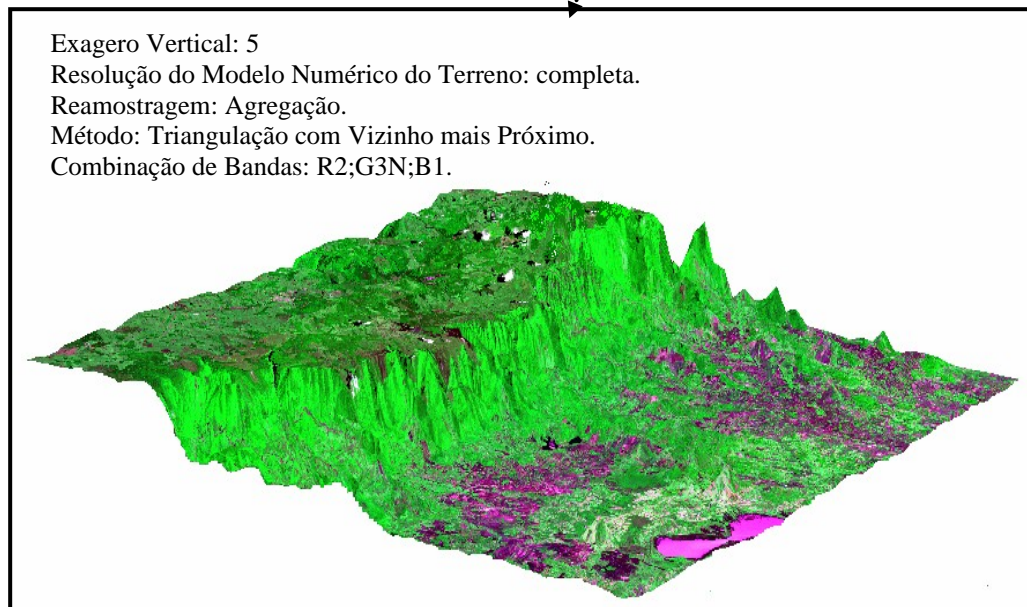 Exagero Vertical: 5
Resolução do Modelo Numérico do Terreno: completa.
Reamostragem: Agregação.
Método: Triangulação com Vizinho mais Próximo.
Combinação de Bandas: R2;G3N;B1.